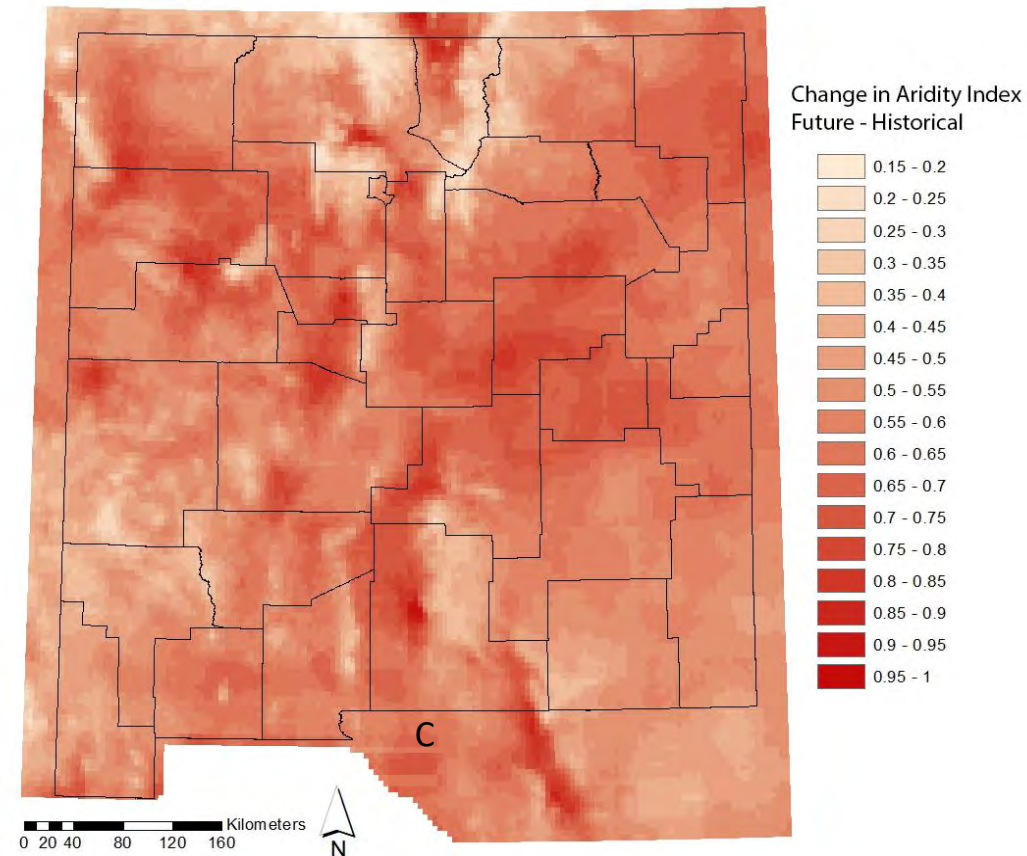 Change in Aridity Index
Future - Historical
0.15 - 0.2
0.2 - 0.25
0.25 - 0.3
0.3 - 0.35
0.35 - 0.4
0.4 - 0.45
0.45 - 0.5
0.5 - 0.55
0.55 - 0.6
0.6 - 0.65
0.65 - 0.7
0.7 - 0.75
0.75 - 0.8
0.8 - 0.85
0.85 - 0.9
0.9 - 0.95
0.95 - 1
C
Kilometers
0 20 40 80 120 160
N